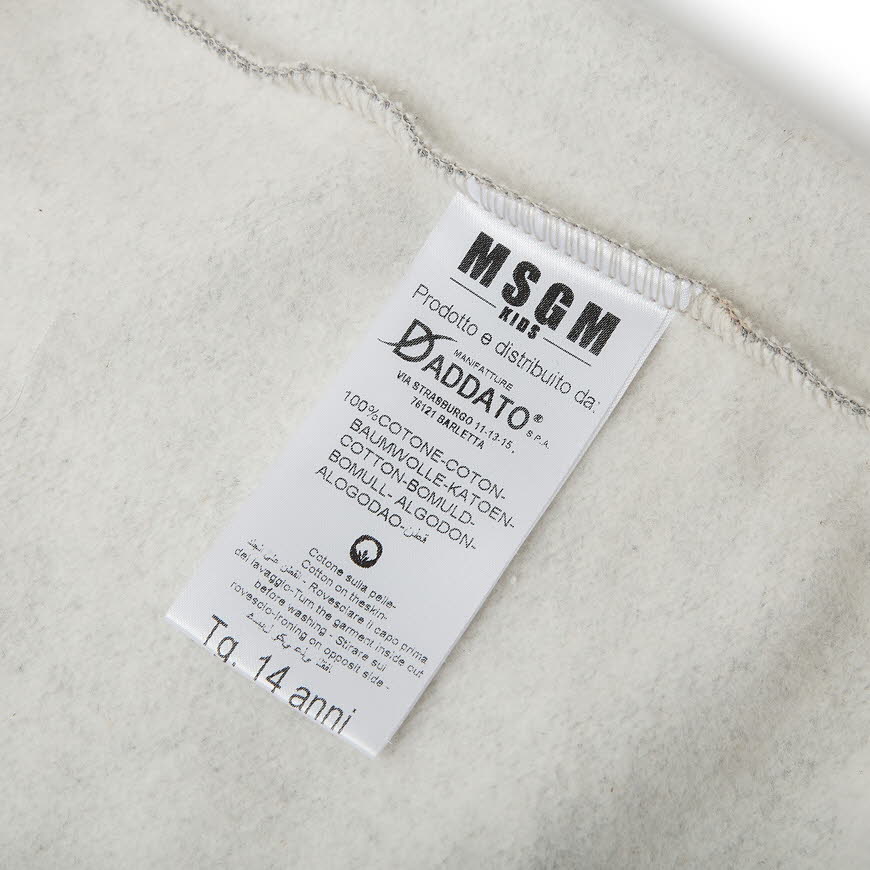 MSGM
KIDS
Prodotto e distribuito da:
MANIFATTURE
DADDATO® S.P.A.
VIA STRASBURGO 11-13-15,
76121 BARLETTA
100%COTONE-COTON-
BAUMWOLLE-KATOEN-
COTTON-BOMULD-
BOMULL- ALGODON-
ALOGODAO-قطن
Cotone sulla pelle-
Cotton on theskin-
- Rovesciare il capo prima
del lavaggio-Turn the garment inside out
before washing - Stirare sul
rovescio-Ironing on opposit side -
Tg. 14 anni